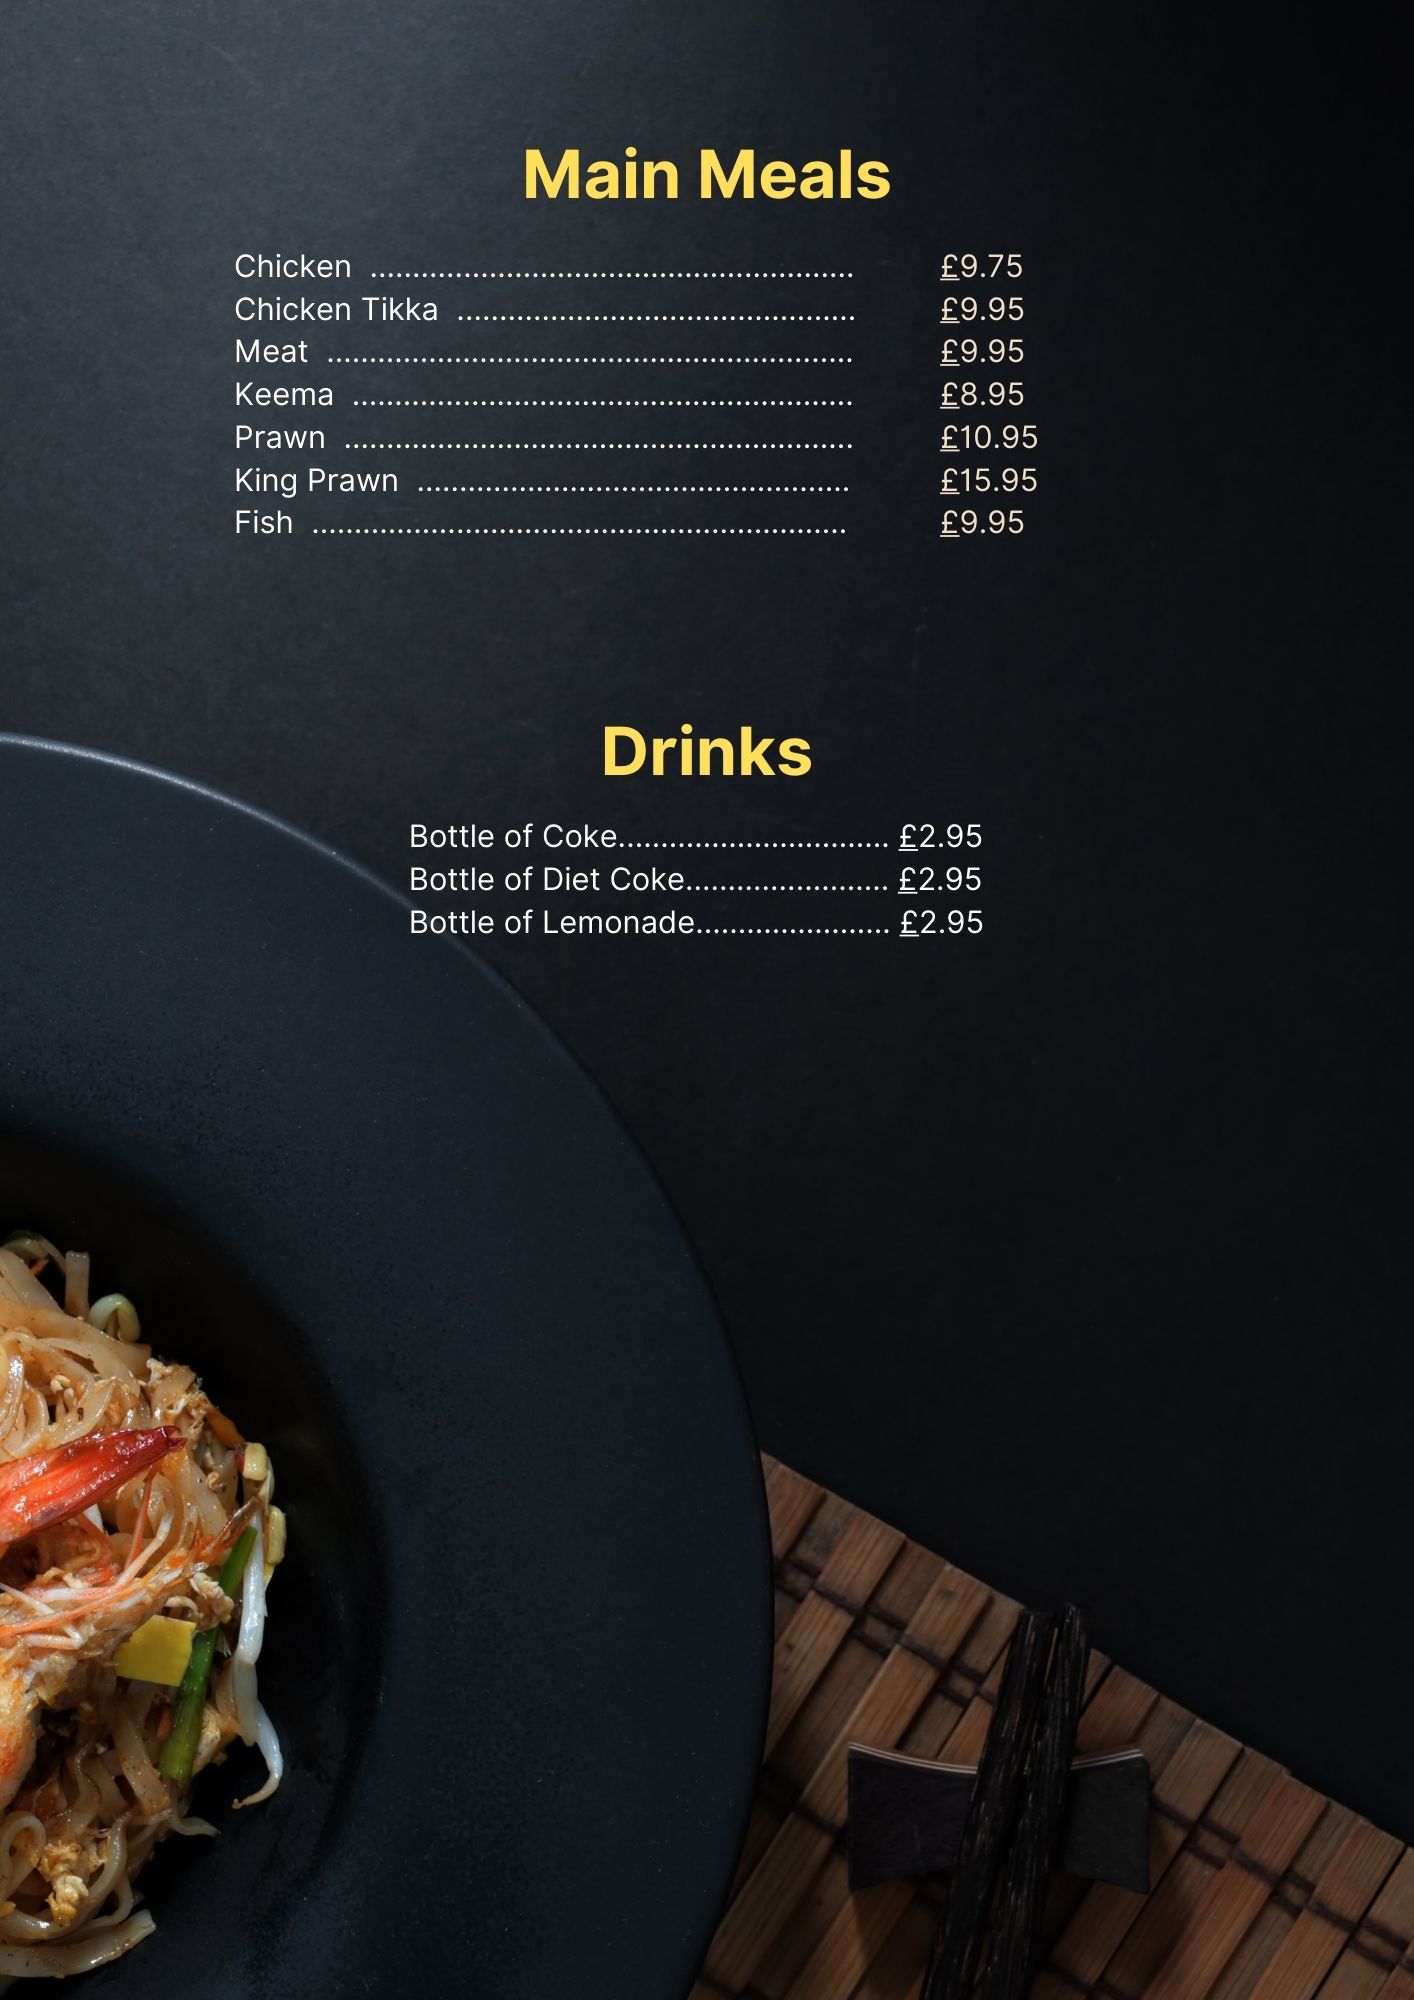 Main Meals
Chicken ......................................................... £9.75
Chicken Tikka ............................................... £9.95
Meat .............................................................. £9.95
Keema ........................................................... £8.95
Prawn ............................................................ £10.95
King Prawn ................................................... £15.95
Fish ............................................................... £9.95
Drinks
Bottle of Coke................................ £2.95
Bottle of Diet Coke........................ £2.95
Bottle of Lemonade....................... £2.95